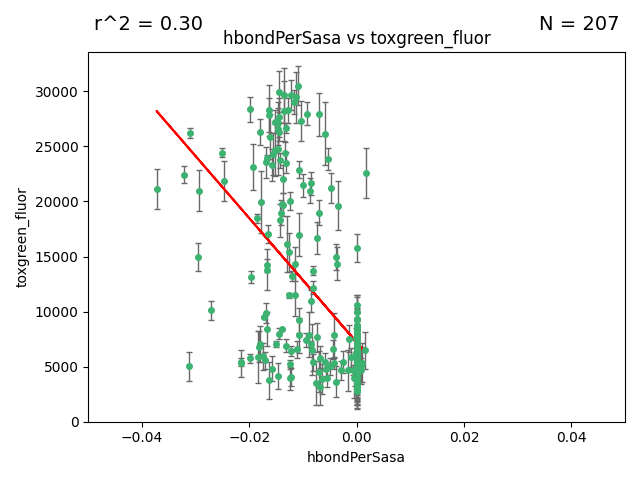 r^2 = 0.30
N = 207
hbondPerSasa vs toxgreen_fluor
toxgreen_fluor
30000
25000
20000
15000
10000
5000
0
−0.04
−0.02
0.00
0.02
0.04
hbondPerSasa